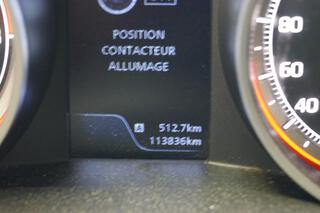 POSITION
CONTACTEUR
ALLUMAGE
80
60
40
A 512.7km
113836km